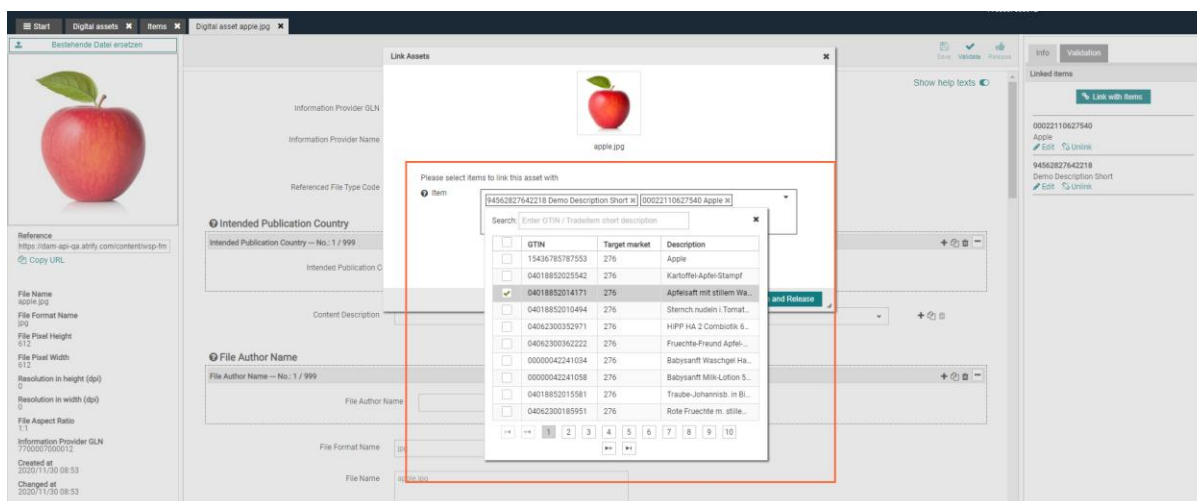 Start
Digital assets
Items
Digital asset apple.jpg
Bestehende Datei ersetzen
Reference
https://dam-api-qa.atrify.com/content/wsp-fm
Copy URL
File Name
apple.jpg
File Format Name
jpg
File Pixel Height
612
File Pixel Width
612
Resolution in height (dpi)
0
Resolution in width (dpi)
0
File Aspect Ratio
1:1
Information Provider GLN
7700007000012
Created at
2020/11/30 08:53
Changed at
2020/11/30 08:53
Save Validate Release
Show help texts
Information Provider GLN
Information Provider Name
Referenced File Type Code
Intended Publication Country
Intended Publication Country — No.: 1 / 999
Intended Publication C
Content Description
File Author Name
File Author Name — No.: 1 / 999
File Author Name
File Format Name
jpg
File Name
apple.jpg
Link Assets
apple.jpg
Please select items to link this asset with
Item
94562827642218 Demo Description Short 00022110627540 Apple
Search: Enter GTIN / Tradeitem short description
GTIN Target market Description
15436785787553 276 Apple
04018852025542 276 Kartoffel-Apfel-Stampf
04018852014171 276 Apfelsaft mit stillem Wa...
04018852010494 276 Sternch.nudeln i.Tomat...
04062300352971 276 HIPP HA 2 Combiotik 6...
04062300362222 276 Fruechte-Freund Apfel-...
00000042241034 276 Babysanft Waschgel Ha...
00000042241058 276 Babysanft Milk-Lotion 5...
04018852015581 276 Traube-Johannisb. in Bi...
04062300185951 276 Rote Fruechte m. stille...
1 2 3 4 5 6 7 8 9 10
and Release
Info
Validation
Linked items
Link with Items
00022110627540
Apple
Edit Unlink
94562827642218
Demo Description Short
Edit Unlink